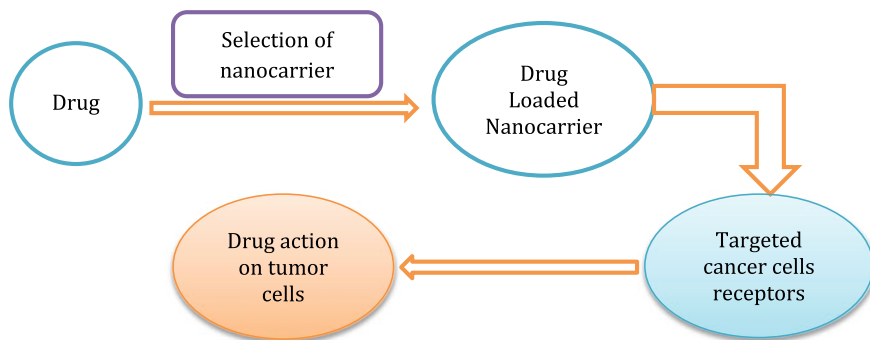 Drug
Selection of
nanocarrier
Drug
Loaded
Nanocarrier
Targeted
cancer cells
receptors
Drug action
on tumor
cells